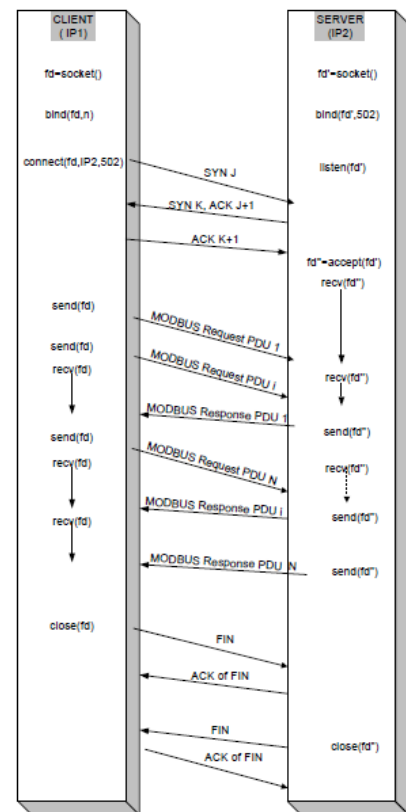 CLIENT
( IP1)
SERVER
(IP2)
fd=socket()
fd'=socket()
bind(fd,n)
bind(fd',502)
connect(fd,IP2,502)
listen(fd')
SYN J
SYN K, ACK J+1
ACK K+1
fd"=accept(fd')
recv(fd")
send(fd)
MODBUS Request PDU 1
send(fd)
recv(fd)
MODBUS Request PDU i
recv(fd")
MODBUS Response PDU 1
send(fd")
send(fd)
recv(fd)
MODBUS Request PDU N
recv(fd")
MODBUS Response PDU i
send(fd")
recv(fd)
MODBUS Response PDU N
send(fd")
close(fd)
FIN
ACK of FIN
FIN
close(fd")
ACK of FIN